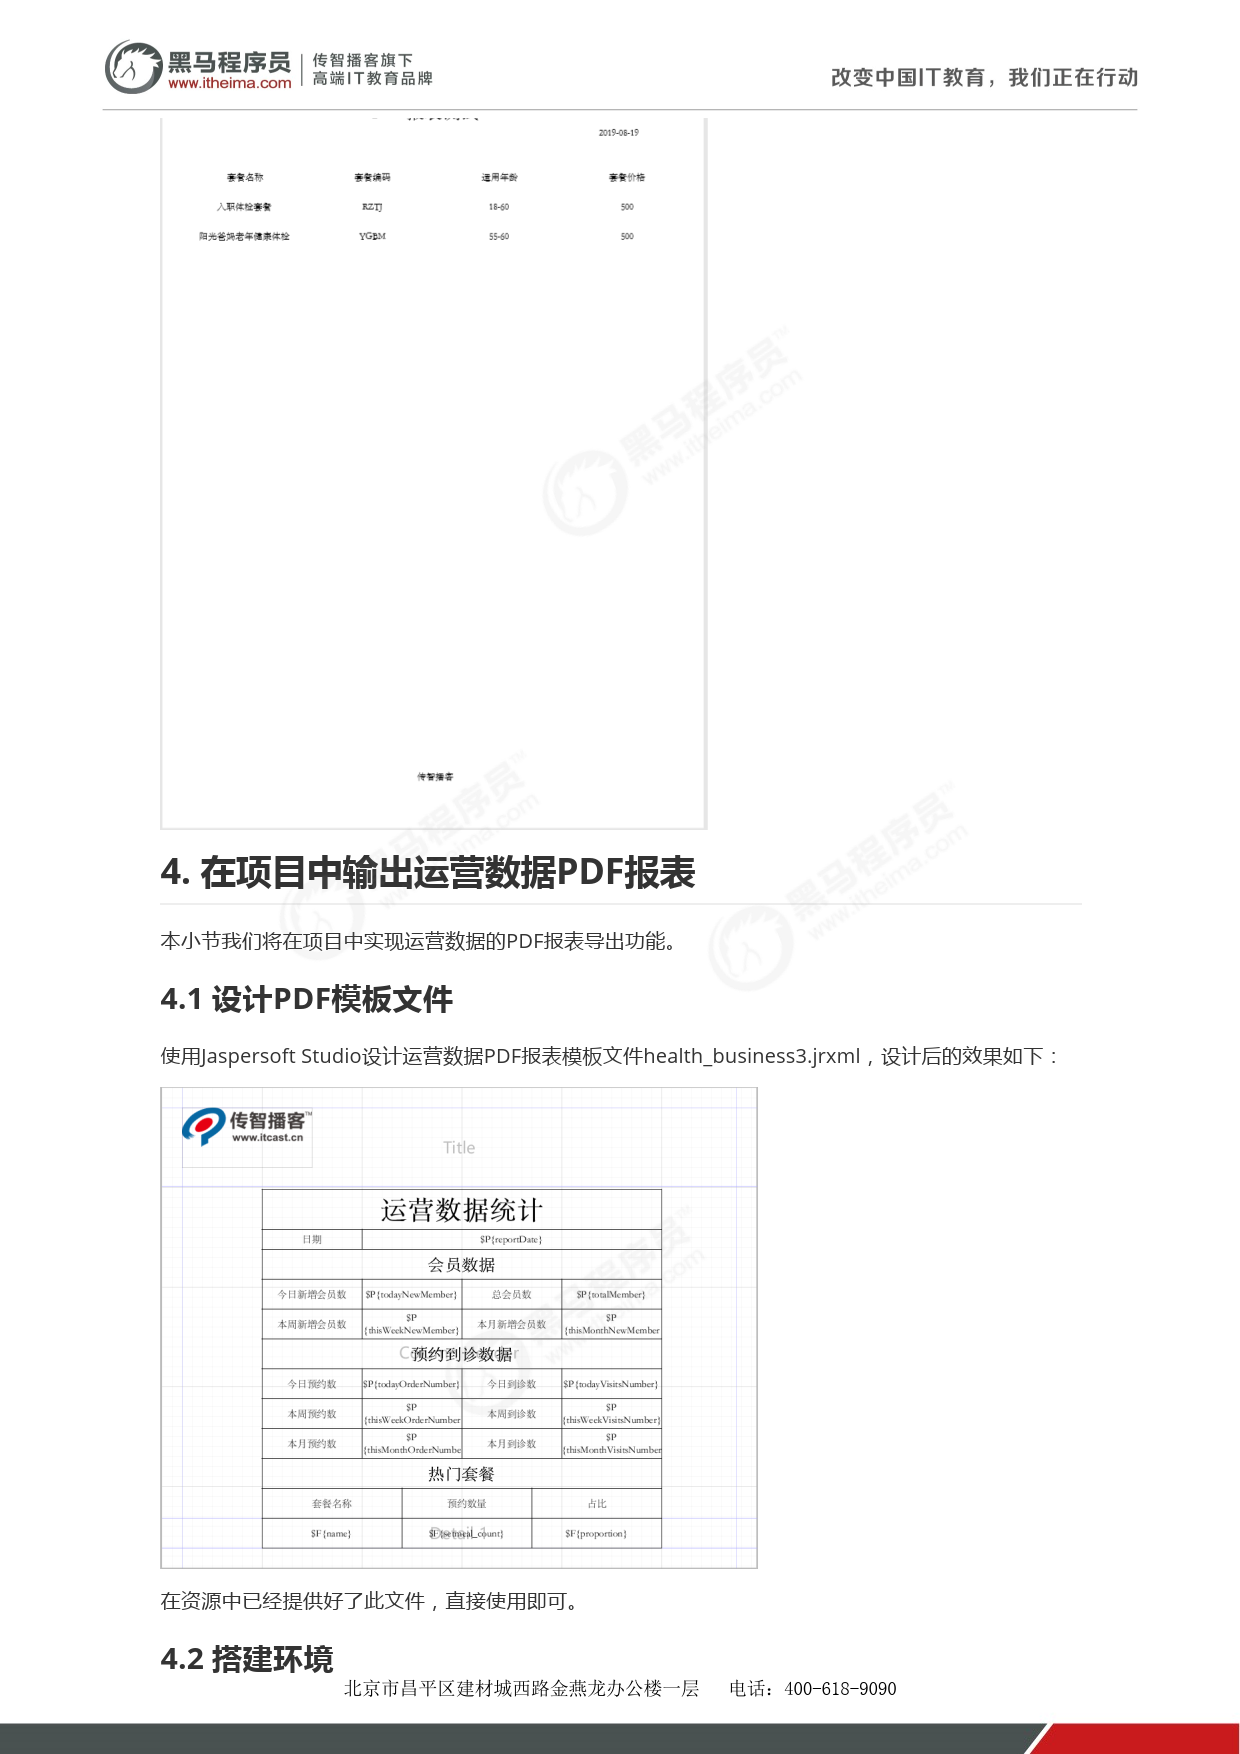 黑马程序员 传智播客旗下
www.itheima.com 高端IT教育品牌
改变中国IT教育，我们正在行动
2019-08-19
套餐名称 套餐编码 适用年龄 套餐价格
入职体检套餐 RZTJ 18-60 500
阳光爸妈老年健康体检 YGBM 55-60 500
传智播客
4. 在项目中输出运营数据PDF报表
本小节我们将在项目中实现运营数据的PDF报表导出功能。
4.1 设计PDF模板文件
使用Jaspersoft Studio设计运营数据PDF报表模板文件health_business3.jrxml，设计后的效果如下：
传智播客™
www.itcast.cn
Title
运营数据统计
日期 $P{reportDate}
会员数据
今日新增会员数 $P{todayNewMember} 总会员数 $P{totalMember}
本周新增会员数 $P{thisWeekNewMember} 本月新增会员数 $P{thisMonthNewMember
预约到诊数据
今日预约数 $P{todayOrderNumber} 今日到诊数 $P{todayVisitsNumber}
本周预约数 $P{thisWeekOrderNumber 本周到诊数 $P{thisWeekVisitsNumber}
本月预约数 $P{thisMonthOrderNumbe 本月到诊数 $P{thisMonthVisitsNumber
热门套餐
套餐名称 预约数量 占比
$F{name} $F{setmeal_count} $F{proportion}
Detail 1
在资源中已经提供好了此文件，直接使用即可。
4.2 搭建环境
北京市昌平区建材城西路金燕龙办公楼一层 电话：400-618-9090